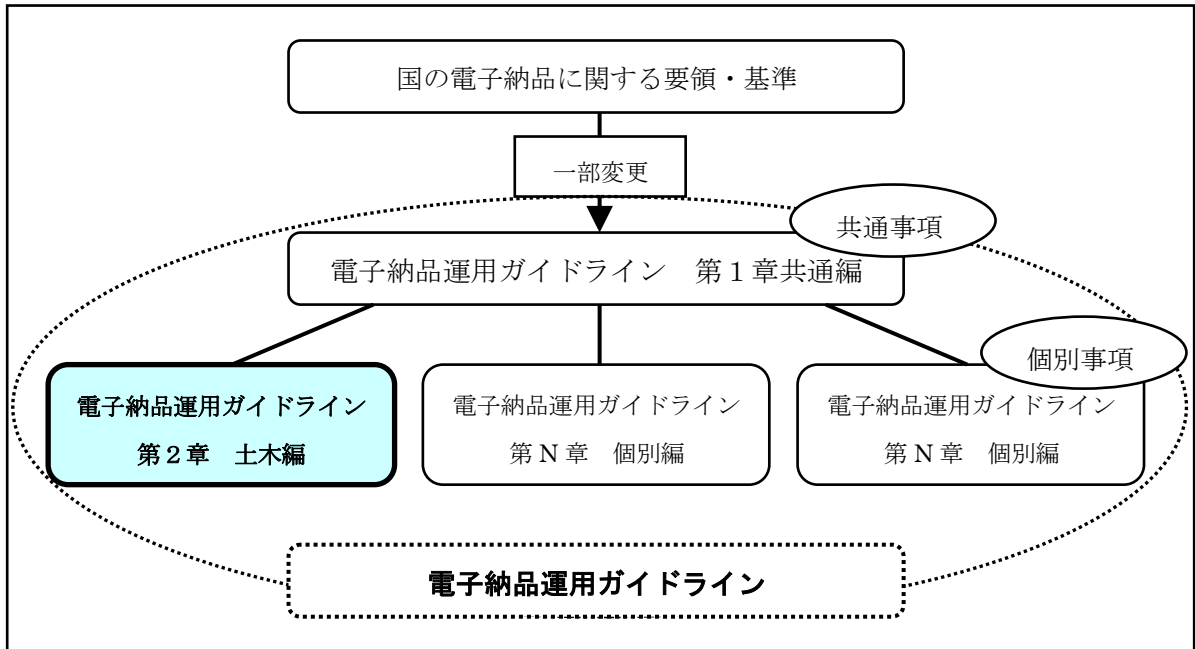 国の電子納品に関する要領・基準
一部変更
共通事項
電子納品運用ガイドライン　第１章共通編
個別事項
電子納品運用ガイドライン
第２章　土木編
電子納品運用ガイドライン
第 N 章　個別編
電子納品運用ガイドライン
第 N 章　個別編
電子納品運用ガイドライン